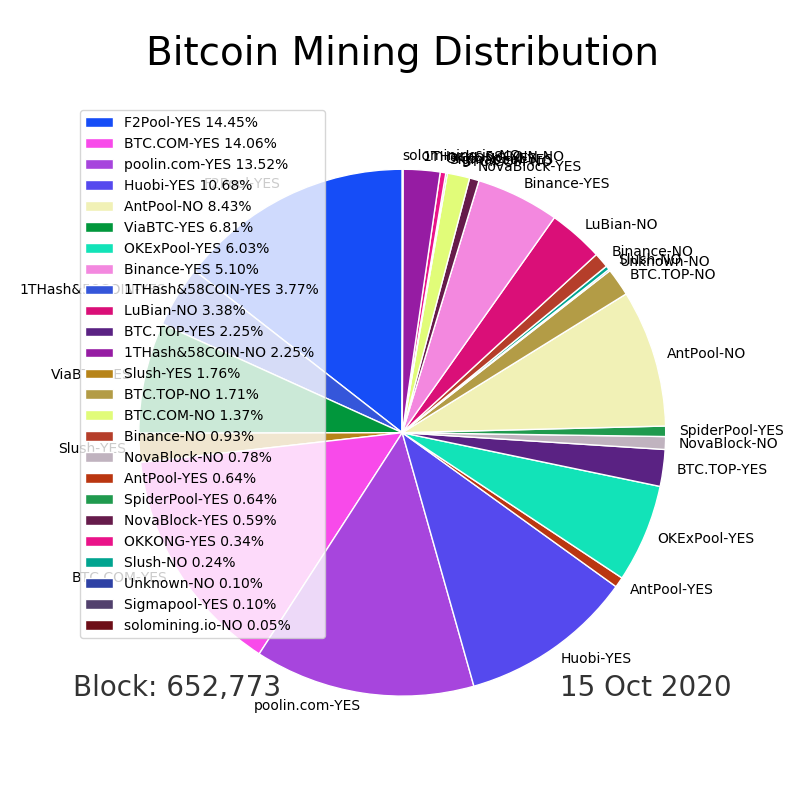 Bitcoin Mining Distribution
F2Pool-YES 14.45%
BTC.COM-YES 14.06%
poolin.com-YES 13.52%
Huobi-YES 10.68%
AntPool-NO 8.43%
ViaBTC-YES 6.81%
OKExPool-YES 6.03%
Binance-YES 5.10%
1THash&58COIN-YES 3.77%
LuBian-NO 3.38%
BTC.TOP-YES 2.25%
1THash&58COIN-NO 2.25%
Slush-YES 1.76%
BTC.TOP-NO 1.71%
BTC.COM-NO 1.37%
Binance-NO 0.93%
NovaBlock-NO 0.78%
AntPool-YES 0.64%
SpiderPool-YES 0.64%
NovaBlock-YES 0.59%
OKKONG-YES 0.34%
Slush-NO 0.24%
Unknown-NO 0.10%
Sigmapool-YES 0.10%
solomining.io-NO 0.05%
solomining.io-NO
NovaBlock-YES
Binance-YES
LuBian-NO
Binance-NO
Slush-NO
Unknown-NO
BTC.TOP-NO
AntPool-NO
SpiderPool-YES
NovaBlock-NO
BTC.TOP-YES
OKExPool-YES
AntPool-YES
Huobi-YES
poolin.com-YES
BTC.COM-YES
Slush-YES
Block: 652,773
15 Oct 2020